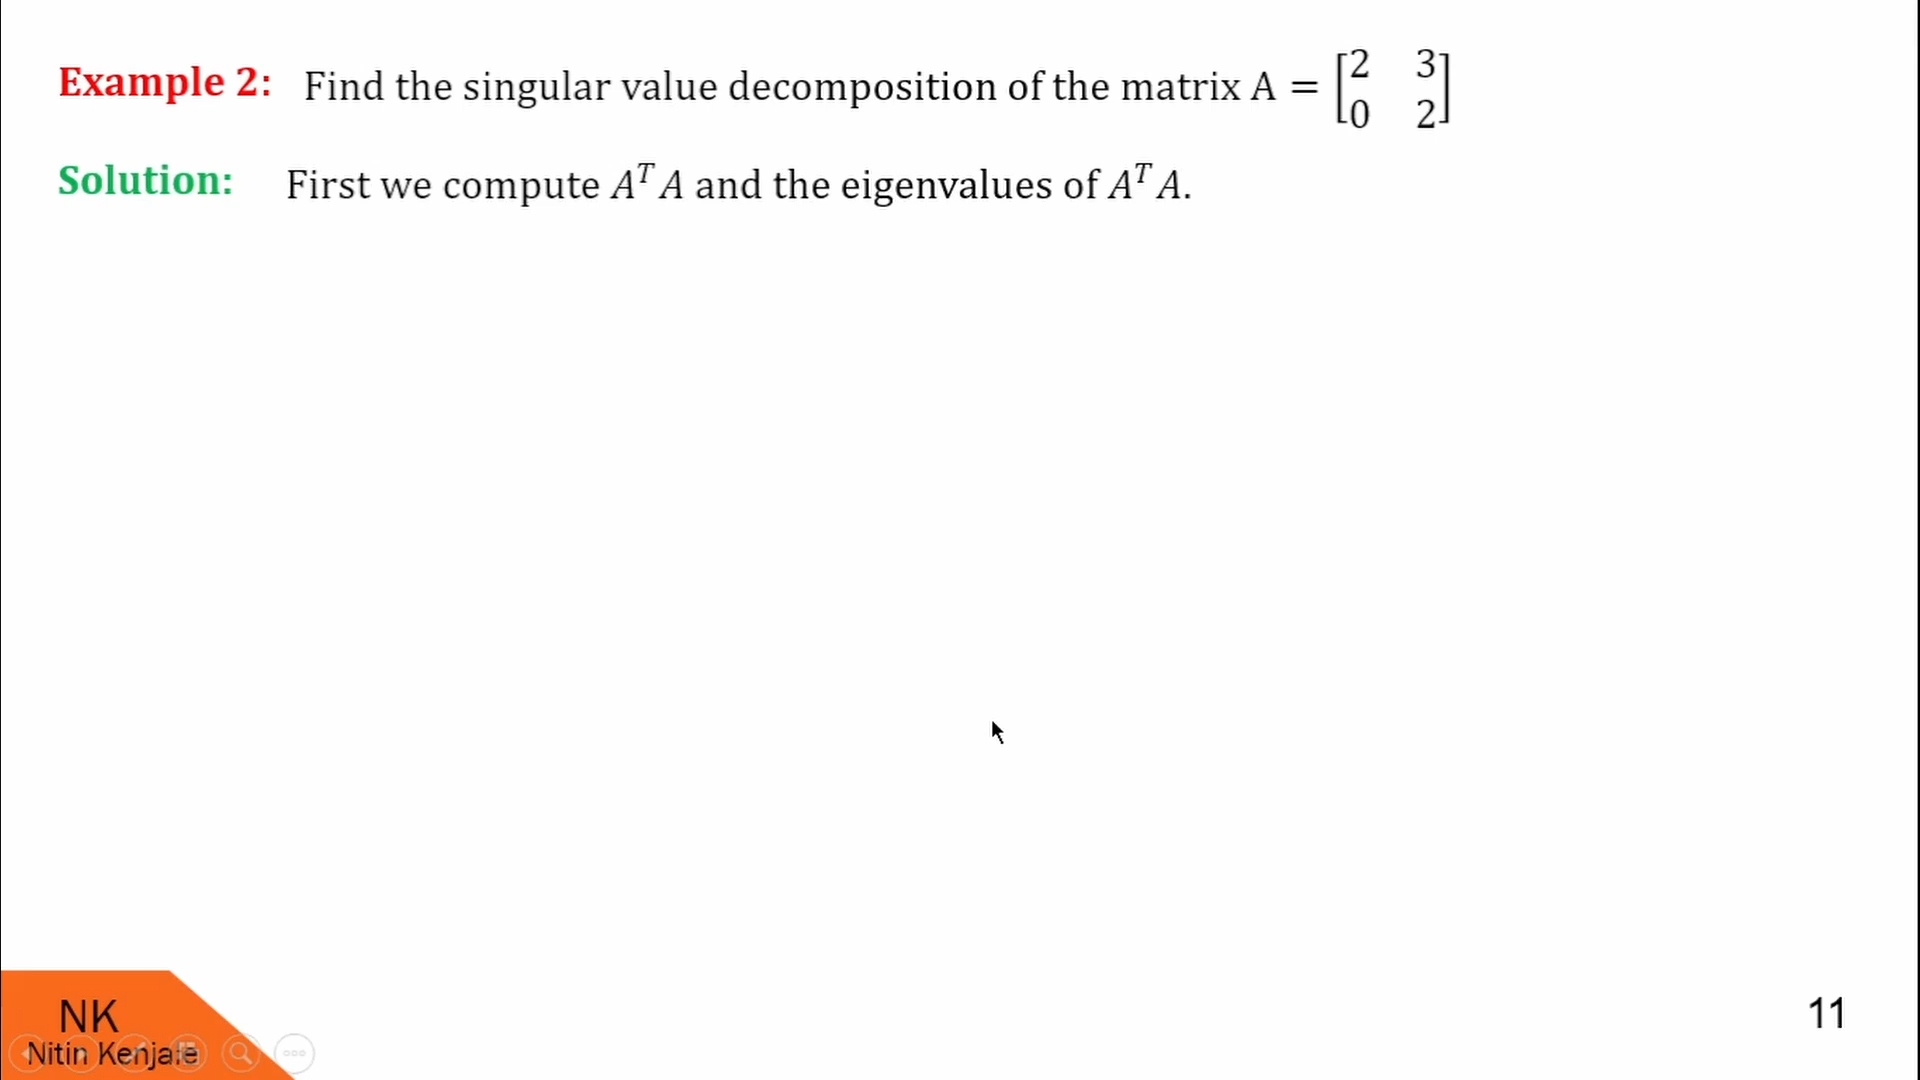 Example 2: Find the singular value decomposition of the matrix A = [2 3
0 2]
Solution: First we compute AᵀA and the eigenvalues of AᵀA.
NK
Nitin Kenjale
11